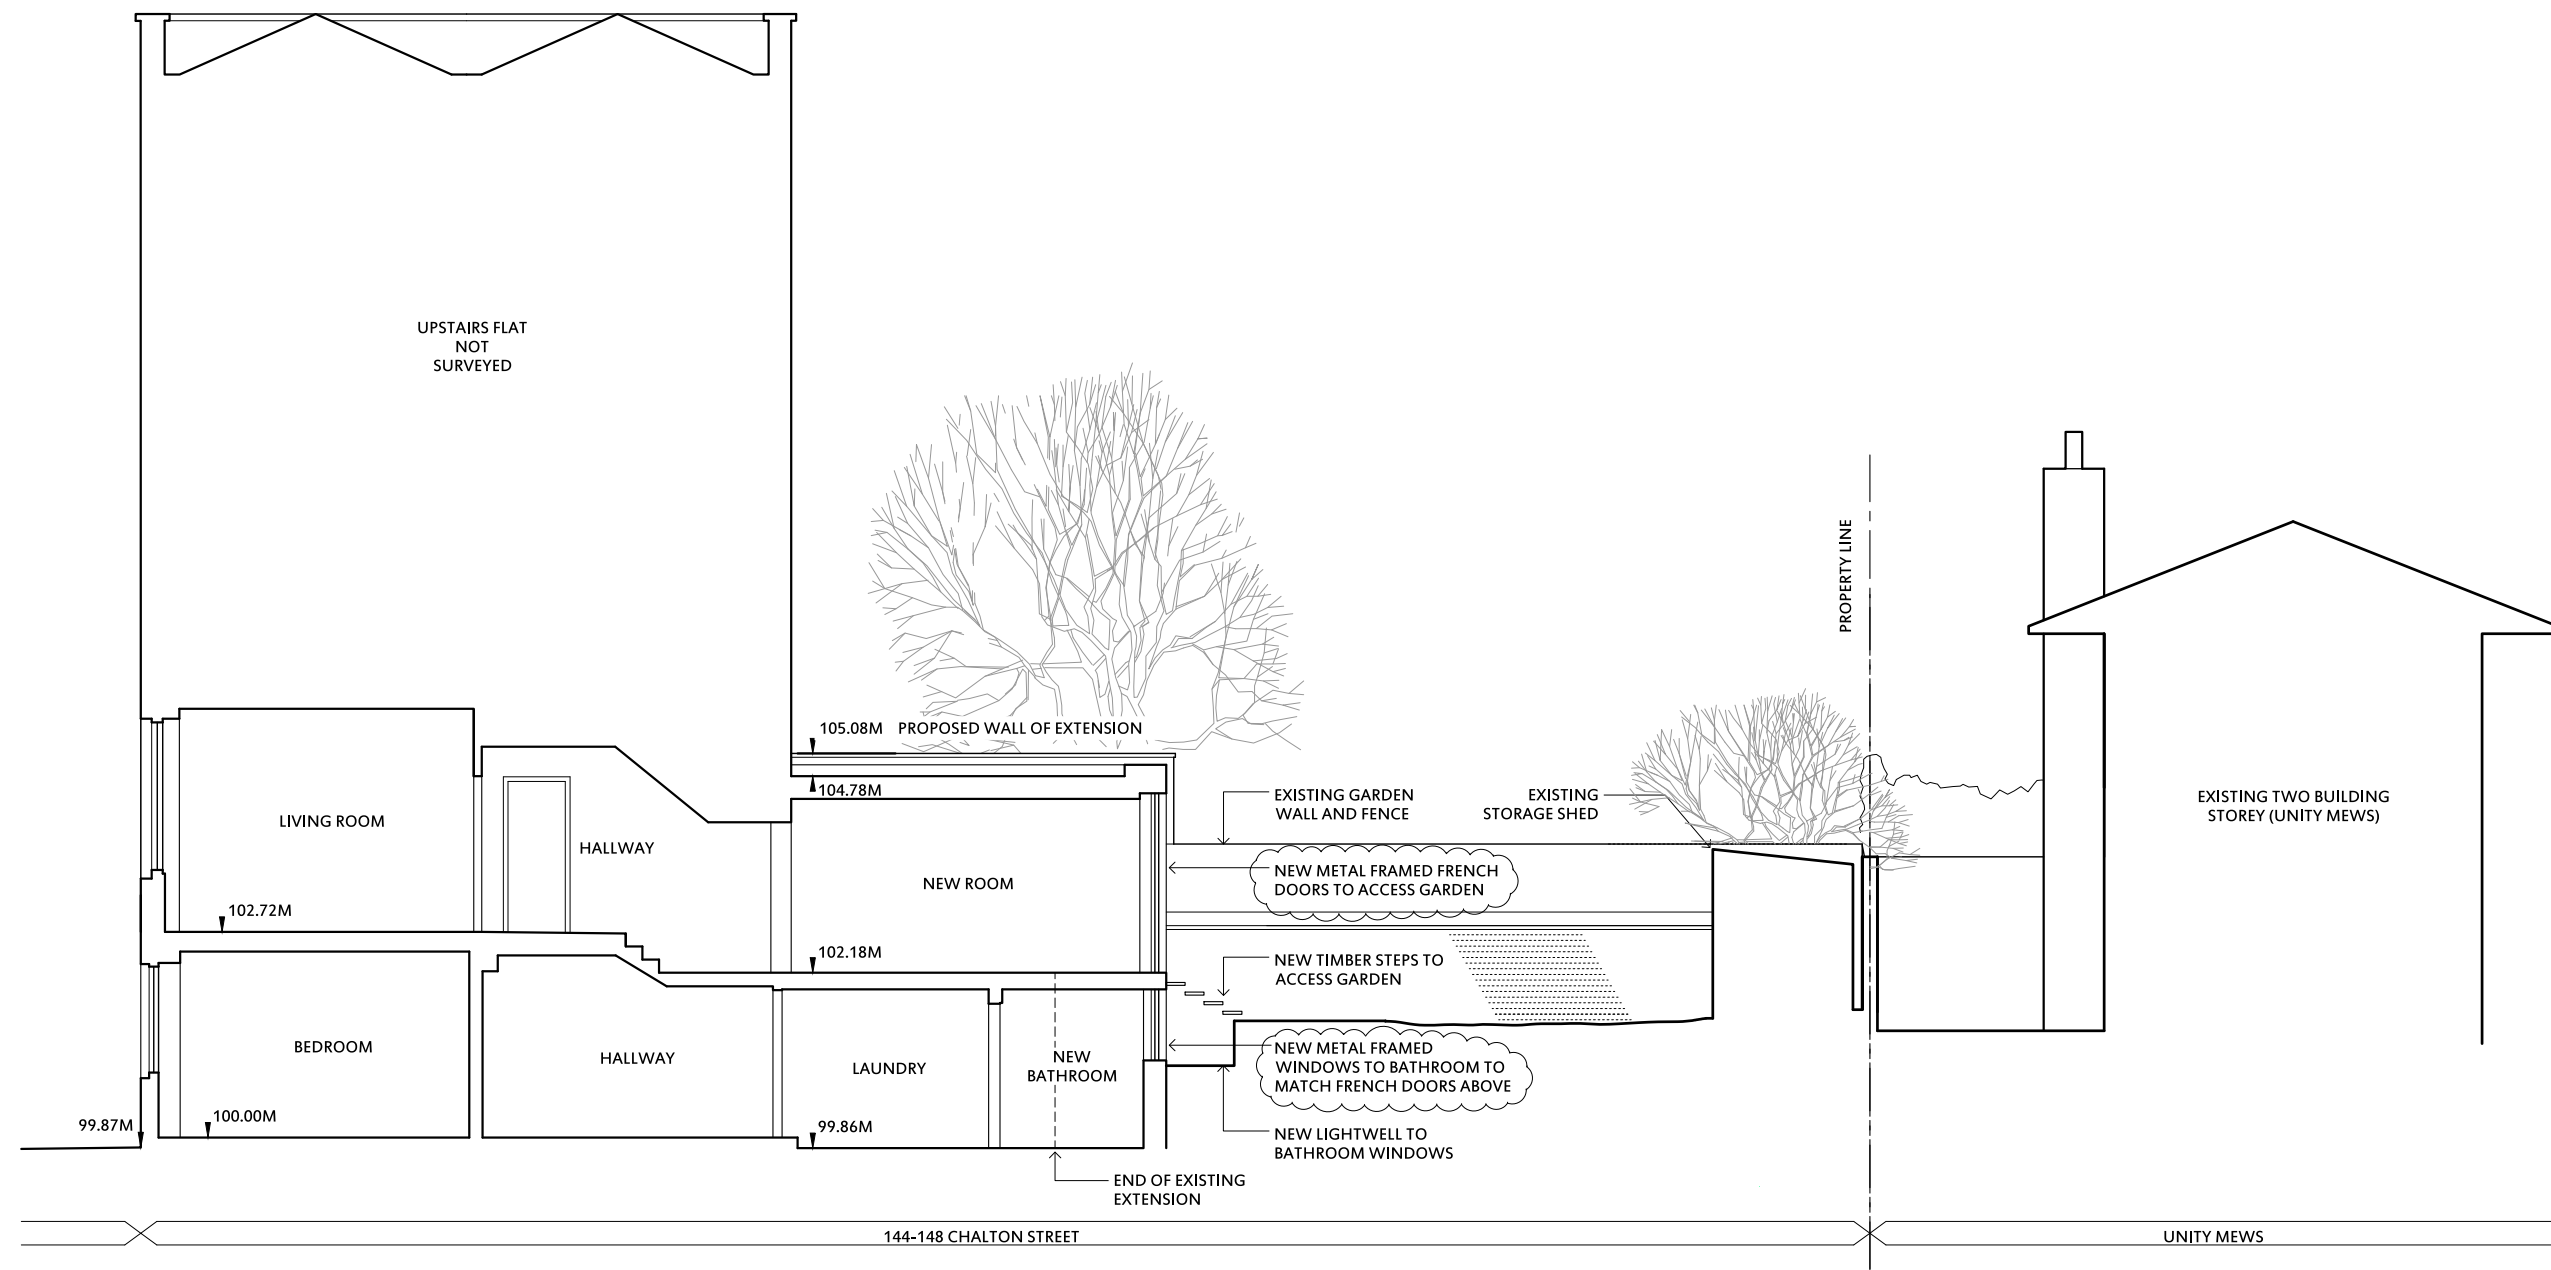 UPSTAIRS FLAT
NOT
SURVEYED
PROPERTY LINE
105.08M PROPOSED WALL OF EXTENSION
104.78M
EXISTING GARDEN
WALL AND FENCE
EXISTING
STORAGE SHED
EXISTING TWO BUILDING
STOREY (UNITY MEWS)
LIVING ROOM
HALLWAY
NEW ROOM
NEW METAL FRAMED FRENCH
DOORS TO ACCESS GARDEN
102.72M
102.18M
NEW TIMBER STEPS TO
ACCESS GARDEN
BEDROOM
HALLWAY
LAUNDRY
NEW
BATHROOM
NEW METAL FRAMED
WINDOWS TO BATHROOM TO
MATCH FRENCH DOORS ABOVE
99.87M
100.00M
99.86M
NEW LIGHTWELL TO
BATHROOM WINDOWS
END OF EXISTING
EXTENSION
144-148 CHALTON STREET
UNITY MEWS